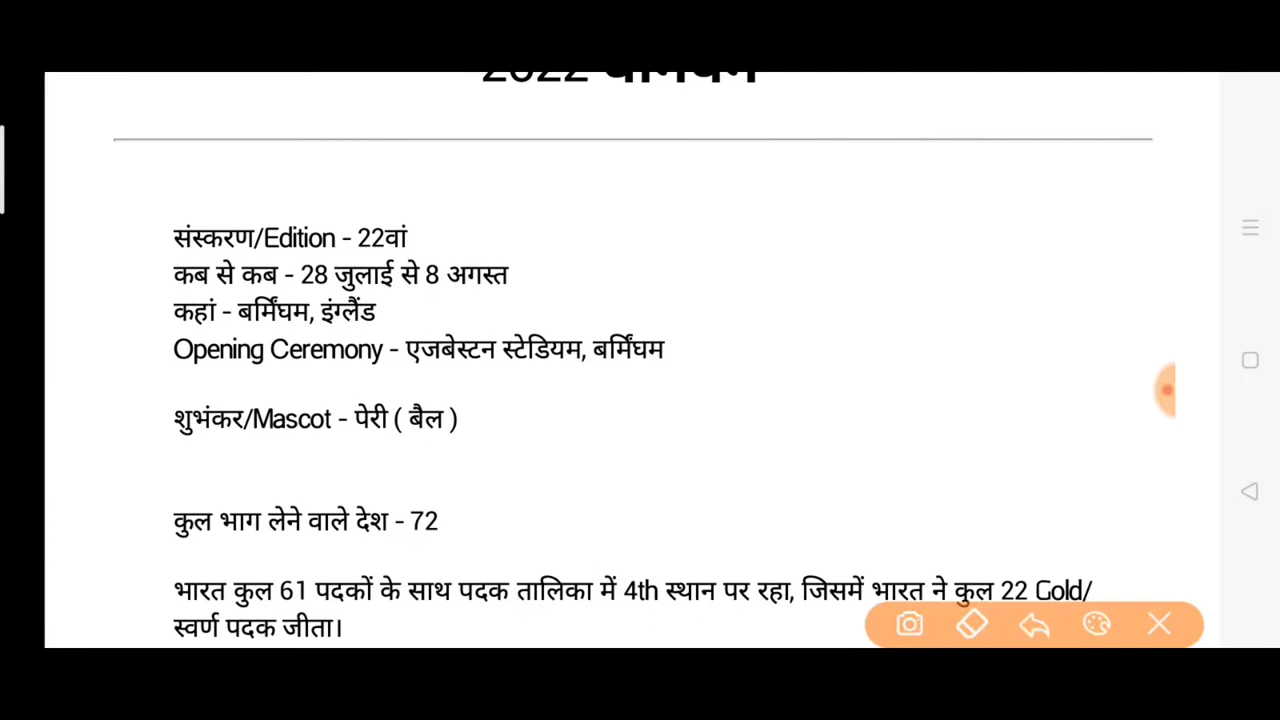 2022
संस्करण/Edition - 22वां
कब से कब - 28 जुलाई से 8 अगस्त
कहां - बर्मिंघम, इंग्लैंड
Opening Ceremony - एजबेस्टन स्टेडियम, बर्मिंघम
शुभंकर/Mascot - पेरी ( बैल )
कुल भाग लेने वाले देश - 72
भारत कुल 61 पदकों के साथ पदक तालिका में 4th स्थान पर रहा, जिसमें भारत ने कुल 22 Gold/
स्वर्ण पदक जीता।